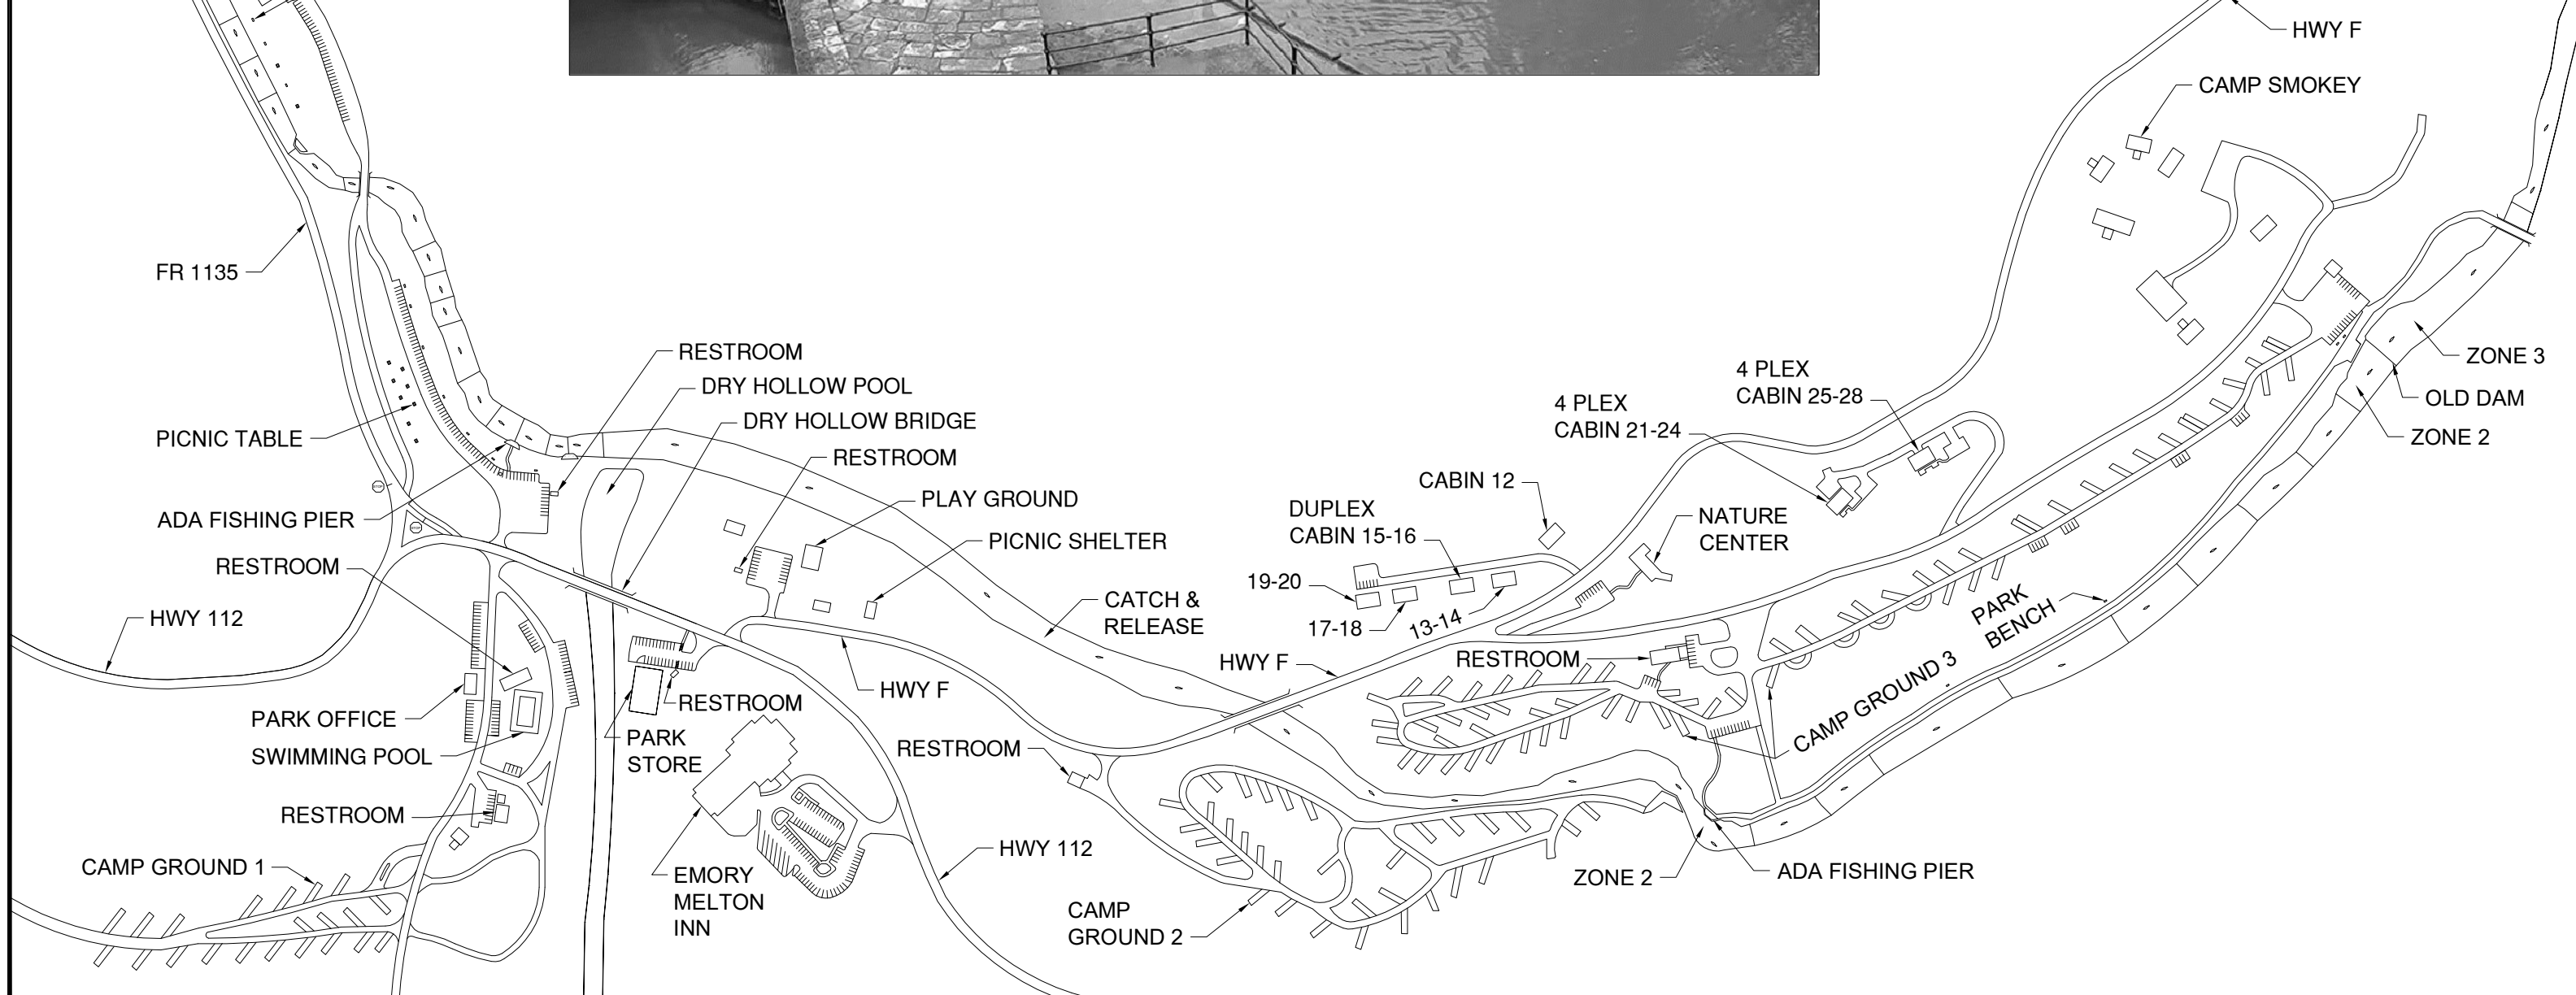 HWY F
CAMP SMOKEY
FR 1135
RESTROOM
DRY HOLLOW POOL
DRY HOLLOW BRIDGE
RESTROOM
PLAY GROUND
PICNIC SHELTER
PICNIC TABLE
ADA FISHING PIER
RESTROOM
HWY 112
PARK OFFICE
SWIMMING POOL
RESTROOM
CAMP GROUND 1
RESTROOM
PARK
STORE
EMORY
MELTON
INN
HWY F
CATCH &
RELEASE
RESTROOM
HWY 112
CAMP
GROUND 2
HWY F
CABIN 12
DUPLEX
CABIN 15-16
19-20
17-18
13-14
4 PLEX
CABIN 21-24
4 PLEX
CABIN 25-28
NATURE
CENTER
RESTROOM
CAMP GROUND 3
PARK
BENCH
ZONE 2
ADA FISHING PIER
ZONE 3
OLD DAM
ZONE 2